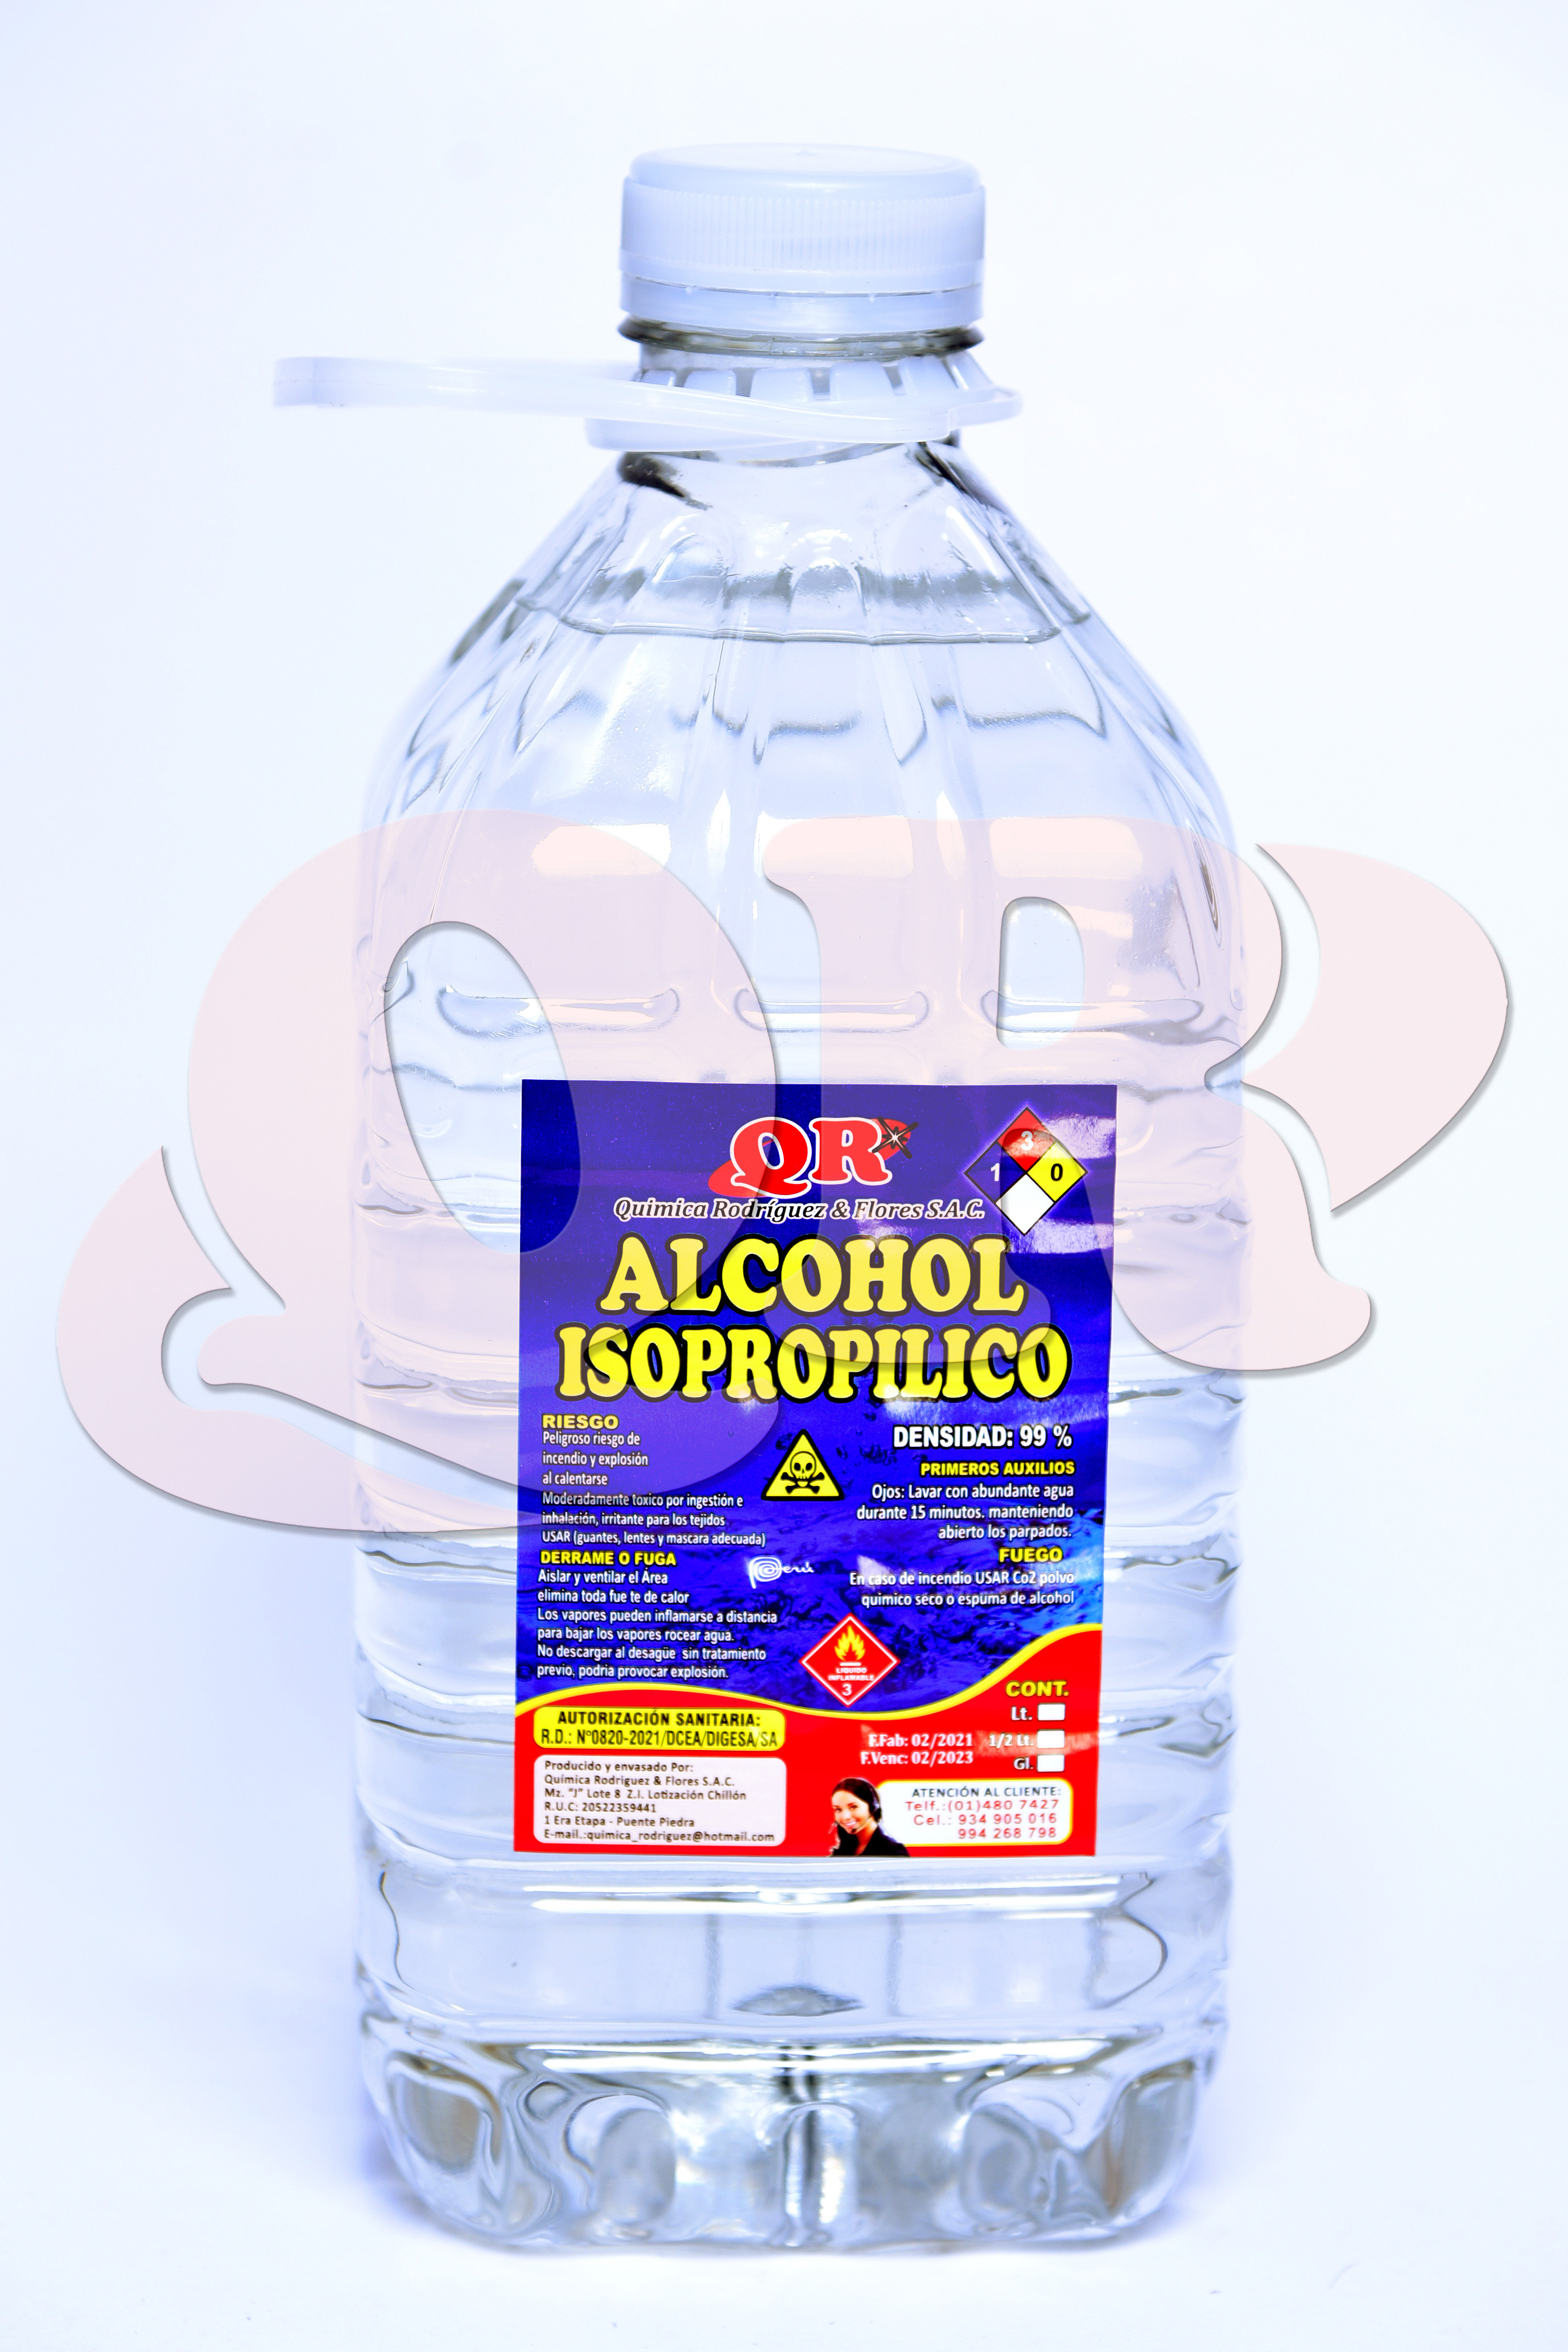 QR
QR
Quimica Rodríguez & Flores S.A.C.
3
1
0
ALCOHOL
ISOPROPILICO
RIESGO
Peligroso riesgo de
incendio y explosión
al calentarse
Moderadamente toxico por ingestión e
inhalación, irritante para los tejidos
USAR (guantes, lentes y mascara adecuada)
DERRAME O FUGA
Aislar y ventilar el Área
elimina toda fue te de calor
Los vapores pueden inflamarse a distancia
para bajar los vapores rocear agua.
No descargar al desagüe sin tratamiento
previo, podria provocar explosión.
Perú
DENSIDAD: 99 %
PRIMEROS AUXILIOS
Ojos: Lavar con abundante agua
durante 15 minutos. manteniendo
abierto los parpados.
FUEGO
En caso de incendio USAR Co2 polvo
quimico seco o espuma de alcohol
LIQUIDO
INFLAMABLE
3
CONT.
Lt.
1/2 Lt.
Gl.
F.Fab: 02/2021
F.Venc: 02/2023
AUTORIZACIÓN SANITARIA:
R.D.: N°0820-2021/DCEA/DIGESA/SA
Producido y envasado Por:
Química Rodriguez & Flores S.A.C.
Mz. "J" Lote 8 Z.I. Lotización Chillón
R.U.C: 20522359441
1 Era Etapa - Puente Piedra
E-mail.:quimica_rodriguez@hotmail.com
ATENCIÓN AL CLIENTE:
Telf.:(01)480 7427
Cel.: 934 905 016
994 268 798